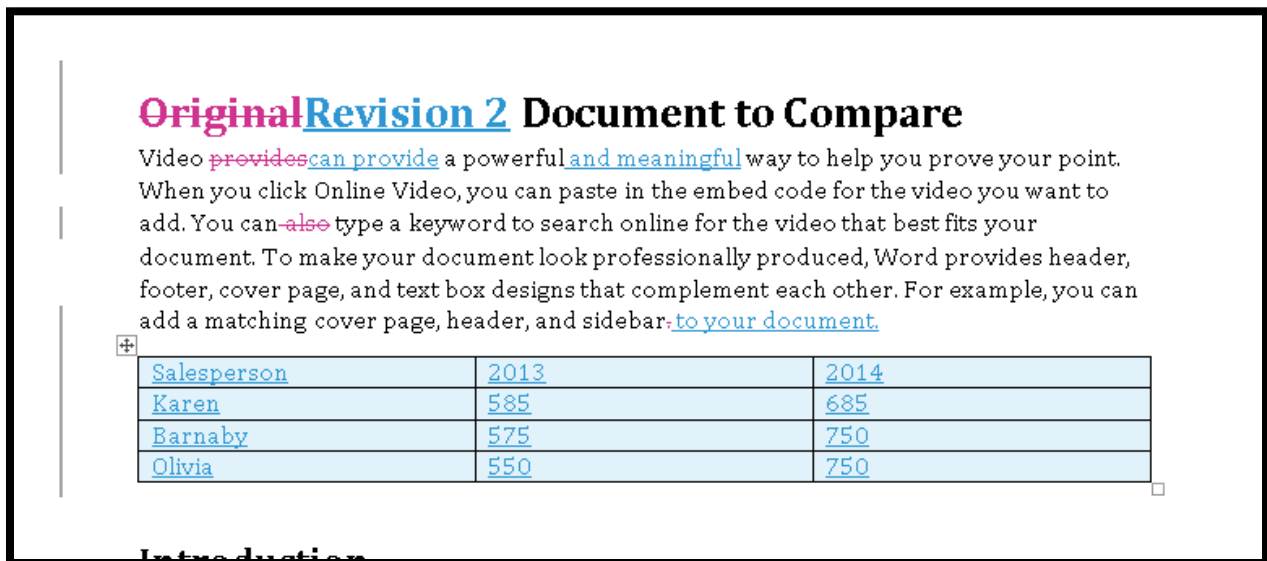 OriginalRevision 2 Document to Compare
Video providescan provide a powerful and meaningful way to help you prove your point.
When you click Online Video, you can paste in the embed code for the video you want to
add. You can also type a keyword to search online for the video that best fits your
document. To make your document look professionally produced, Word provides header,
footer, cover page, and text box designs that complement each other. For example, you can
add a matching cover page, header, and sidebar. to your document.
Salesperson 2013 2014
Karen 585 685
Barnaby 575 750
Olivia 550 750
Introduction